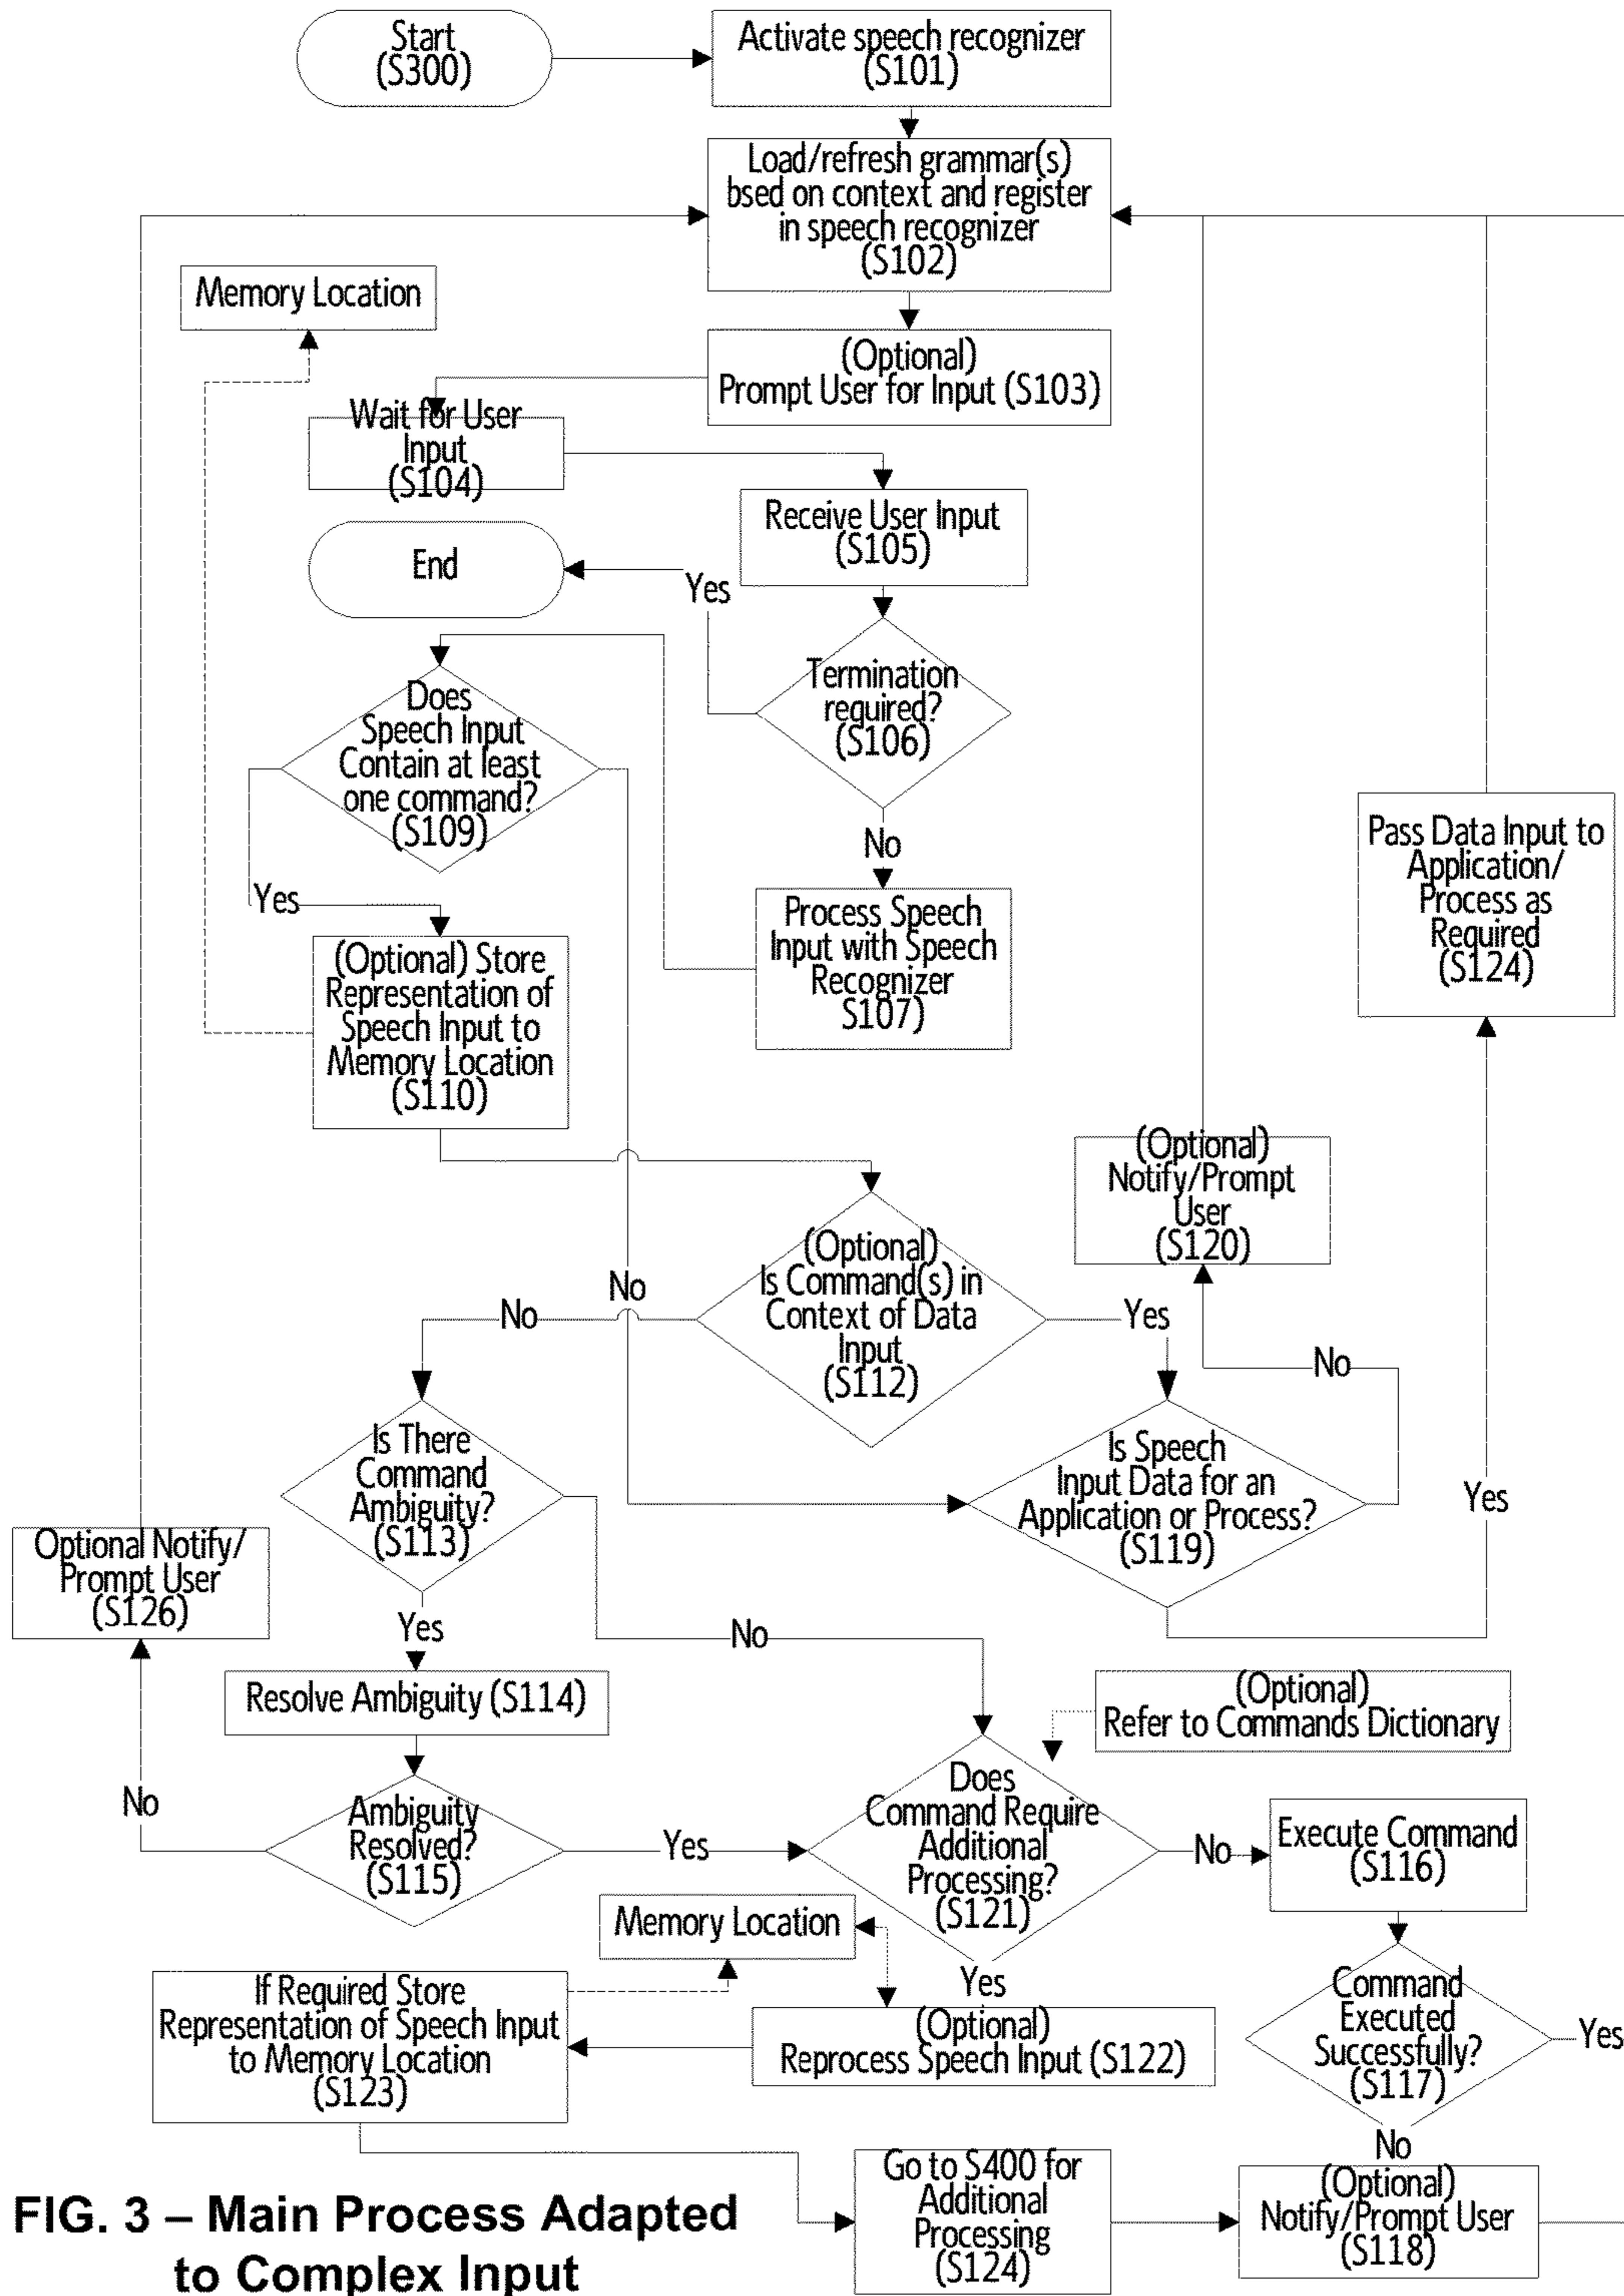 Start
(S300)
Activate speech recognizer
(S101)
Load/refresh grammar(s)
bsed on context and register
in speech recognizer
(S102)
Memory Location
(Optional)
Prompt User for Input (S103)
Wait for User
Input
(S104)
Receive User Input
(S105)
End
Yes
Termination
required?
(S106)
Does
Speech Input
Contain at least
one command?
(S109)
No
Yes
Process Speech
Input with Speech
Recognizer
S107)
Pass Data Input to
Application/
Process as
Required
(S124)
(Optional) Store
Representation of
Speech Input to
Memory Location
(S110)
(Optional)
Notify/Prompt
User
(S120)
(Optional)
Is Command(s) in
Context of Data
Input
(S112)
No
No
Yes
No
Is There
Command
Ambiguity?
(S113)
Is Speech
Input Data for an
Application or Process?
(S119)
Yes
Optional Notify/
Prompt User
(S126)
Yes
No
Resolve Ambiguity (S114)
(Optional)
Refer to Commands Dictionary
No
Ambiguity
Resolved?
(S115)
Yes
Does
Command Require
Additional
Processing?
(S121)
No
Execute Command
(S116)
Memory Location
Yes
If Required Store
Representation of Speech Input
to Memory Location
(S123)
(Optional)
Reprocess Speech Input (S122)
Command
Executed
Successfully?
(S117)
Yes
No
Go to S400 for
Additional
Processing
(S124)
(Optional)
Notify/Prompt User
(S118)
FIG. 3 – Main Process Adapted
to Complex Input